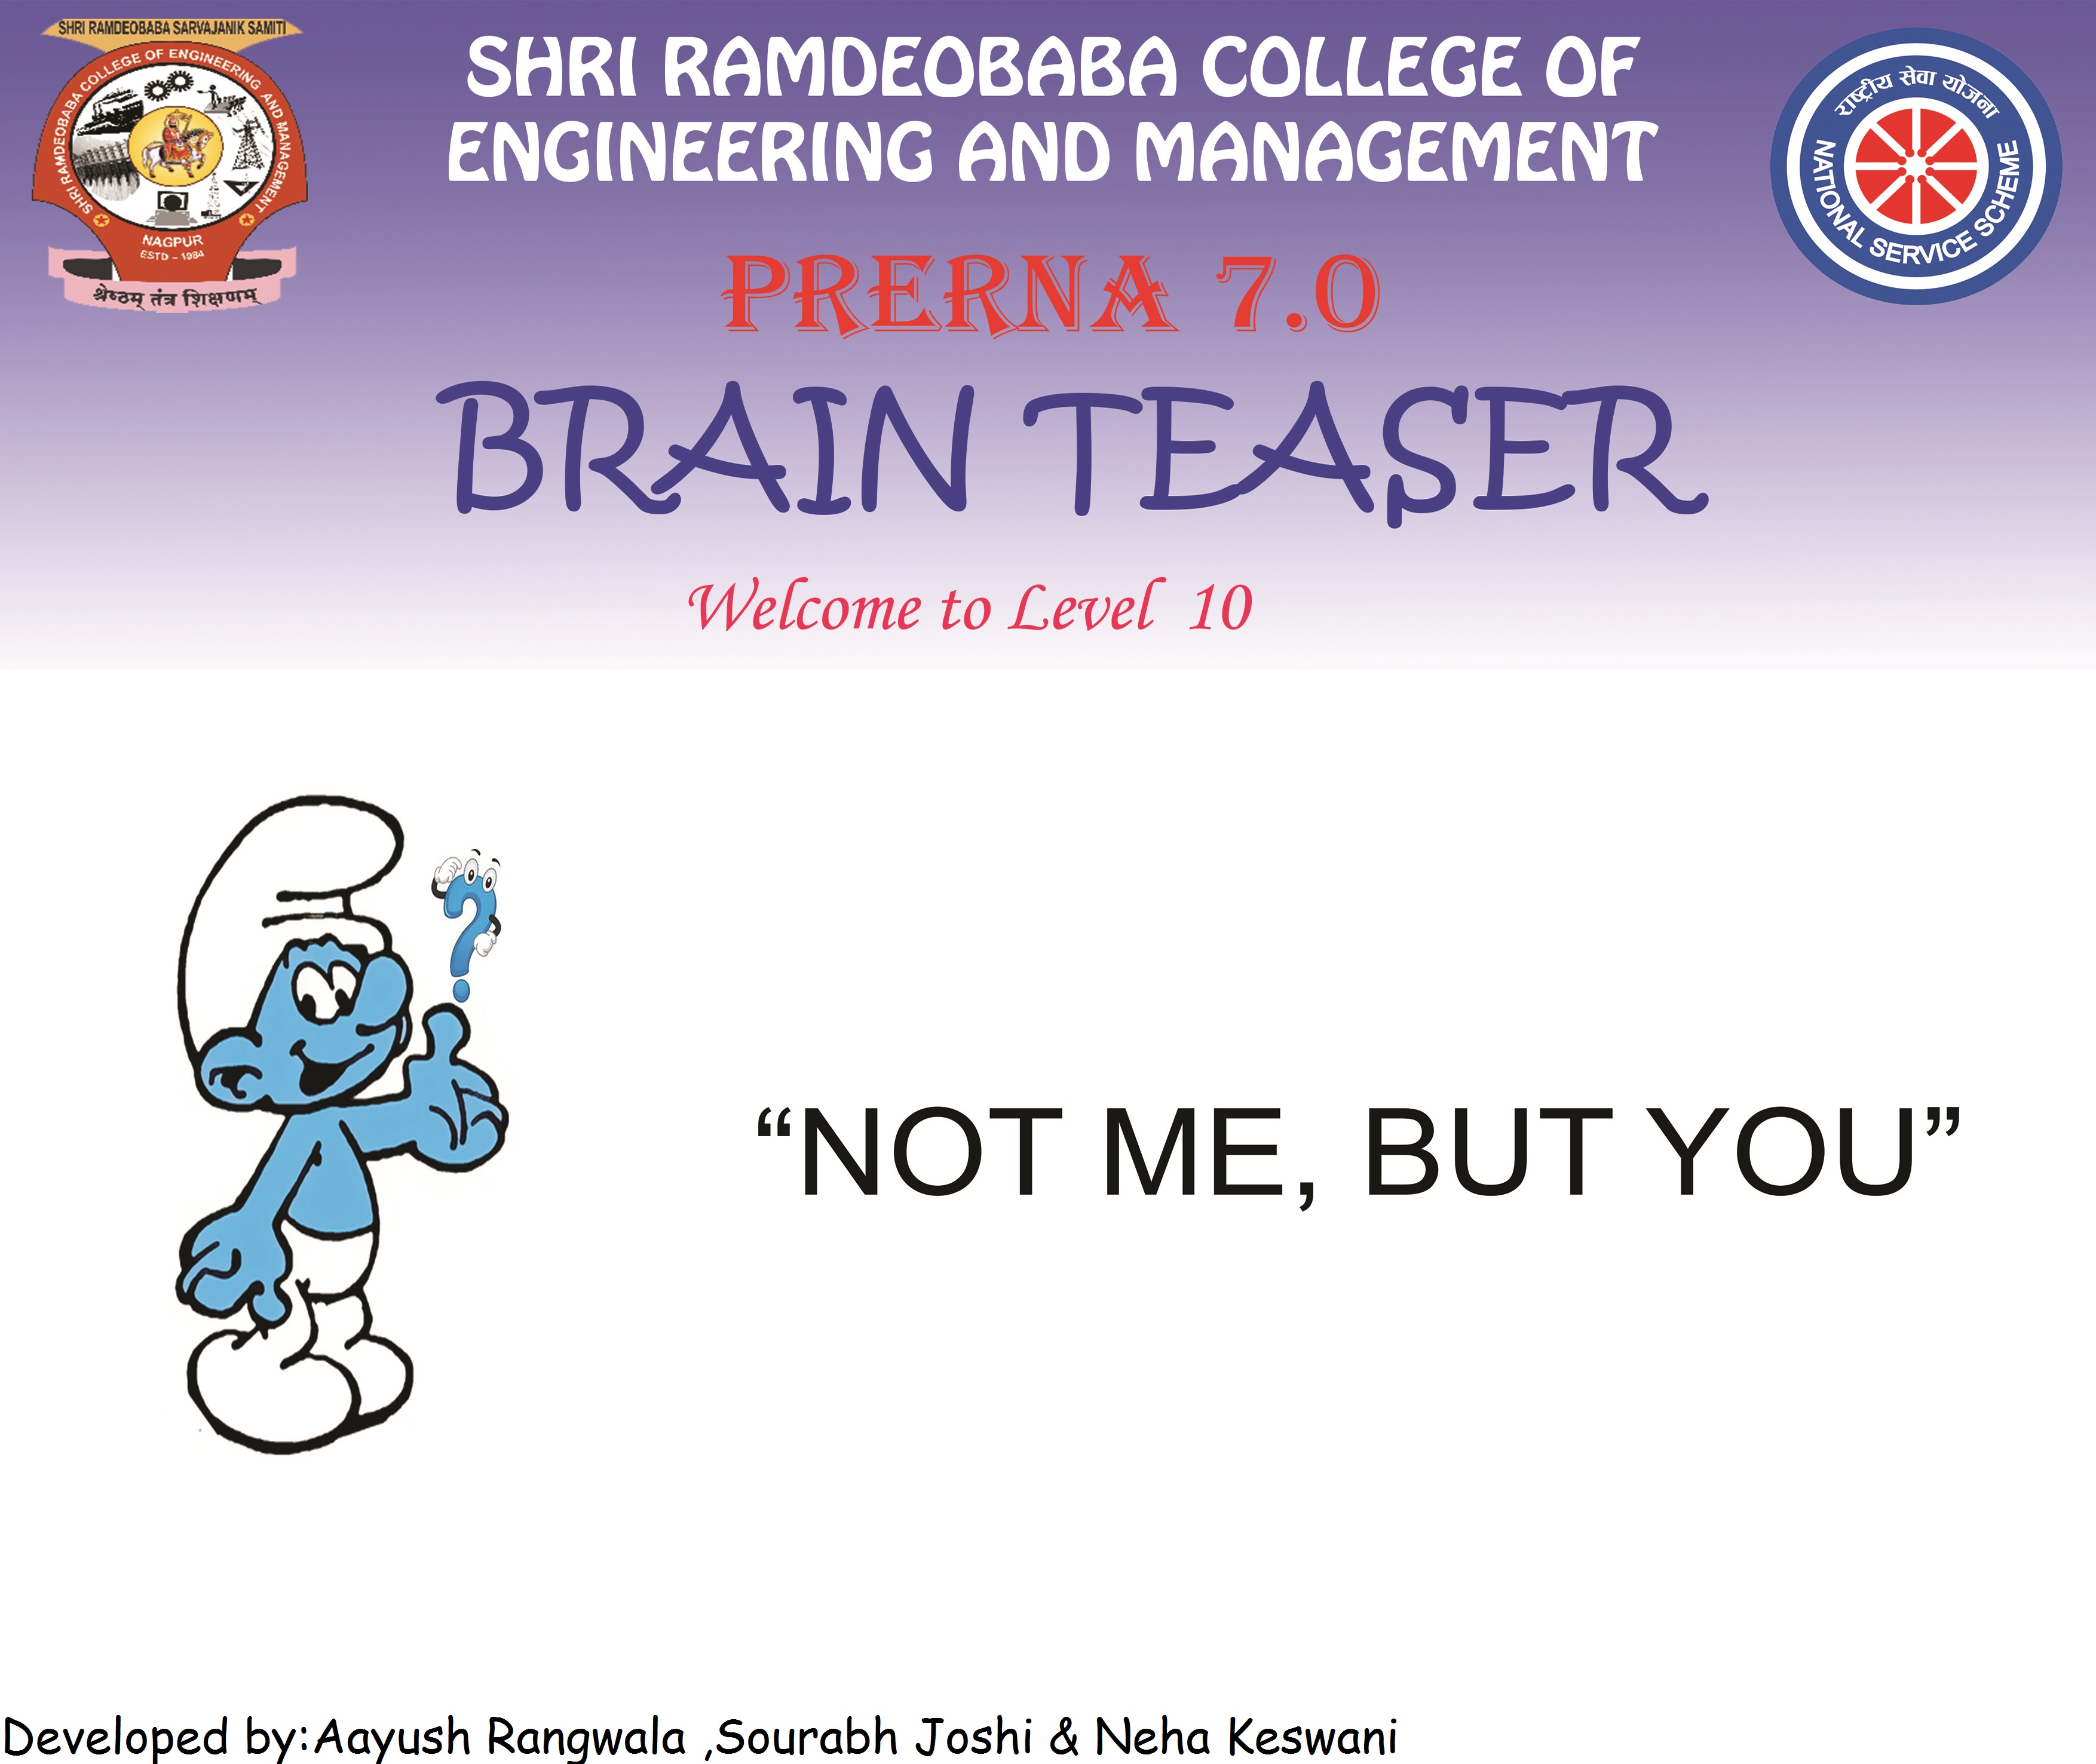 SHRI RAMDEOBABA SARVAJANIK SAMITI
SHRI RAMDEOBABA COLLEGE OF ENGINEERING AND MANAGEMENT
NAGPUR
ESTD - 1984
श्रेष्ठम् तंत्र शिक्षणम्
SHRI RAMDEOBABA COLLEGE OF
ENGINEERING AND MANAGEMENT
राष्ट्रीय सेवा योजना
NATIONAL SERVICE SCHEME
PRERNA 7.0
BRAIN TEASER
Welcome to Level 10
?
“NOT ME, BUT YOU”
Developed by:Aayush Rangwala ,Sourabh Joshi & Neha Keswani